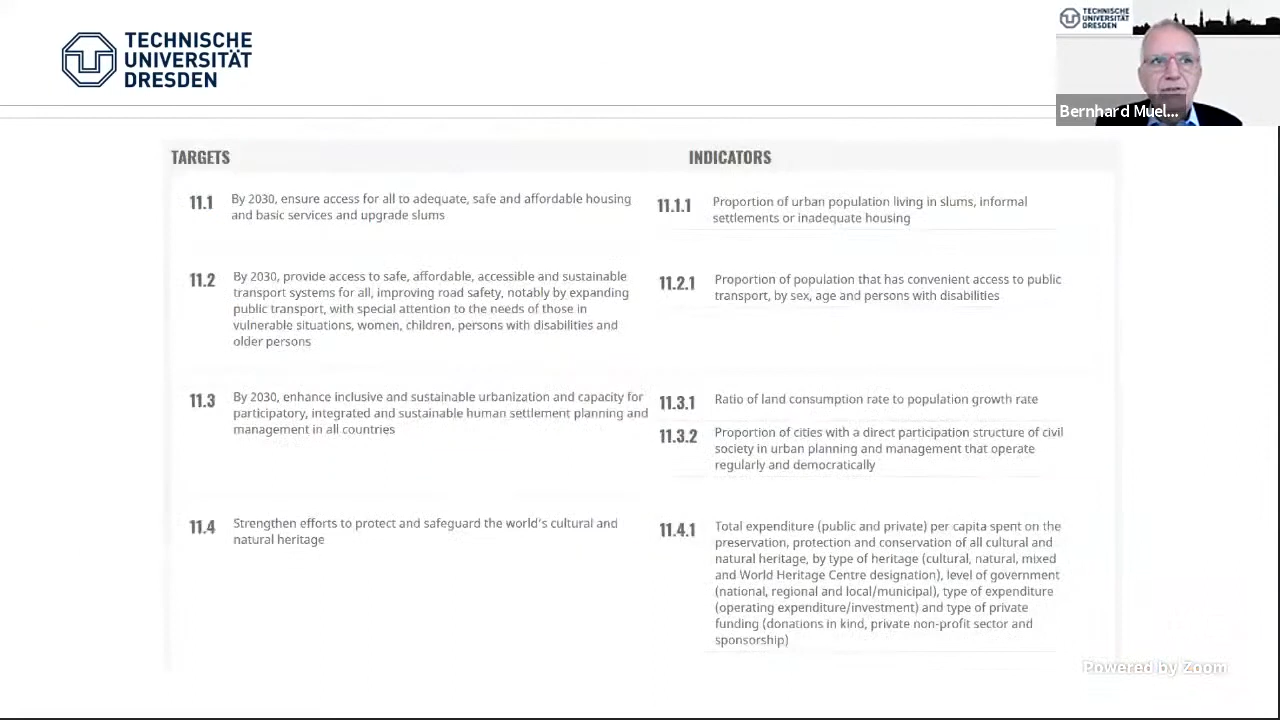 TECHNISCHE
UNIVERSITÄT
DRESDEN
TECHNISCHE
UNIVERSITÄT
DRESDEN
Bernhard Muel...
TARGETS
INDICATORS
11.1
By 2030, ensure access for all to adequate, safe and affordable housing
and basic services and upgrade slums
11.1.1
Proportion of urban population living in slums, informal
settlements or inadequate housing
11.2
By 2030, provide access to safe, affordable, accessible and sustainable
transport systems for all, improving road safety, notably by expanding
public transport, with special attention to the needs of those in
vulnerable situations, women, children, persons with disabilities and
older persons
11.2.1
Proportion of population that has convenient access to public
transport, by sex, age and persons with disabilities
11.3
By 2030, enhance inclusive and sustainable urbanization and capacity for
participatory, integrated and sustainable human settlement planning and
management in all countries
11.3.1
Ratio of land consumption rate to population growth rate
11.3.2
Proportion of cities with a direct participation structure of civil
society in urban planning and management that operate
regularly and democratically
11.4
Strengthen efforts to protect and safeguard the world's cultural and
natural heritage
11.4.1
Total expenditure (public and private) per capita spent on the
preservation, protection and conservation of all cultural and
natural heritage, by type of heritage (cultural, natural, mixed
and World Heritage Centre designation), level of government
(national, regional and local/municipal), type of expenditure
(operating expenditure/investment) and type of private
funding (donations in kind, private non-profit sector and
sponsorship)
Powered by Zoom